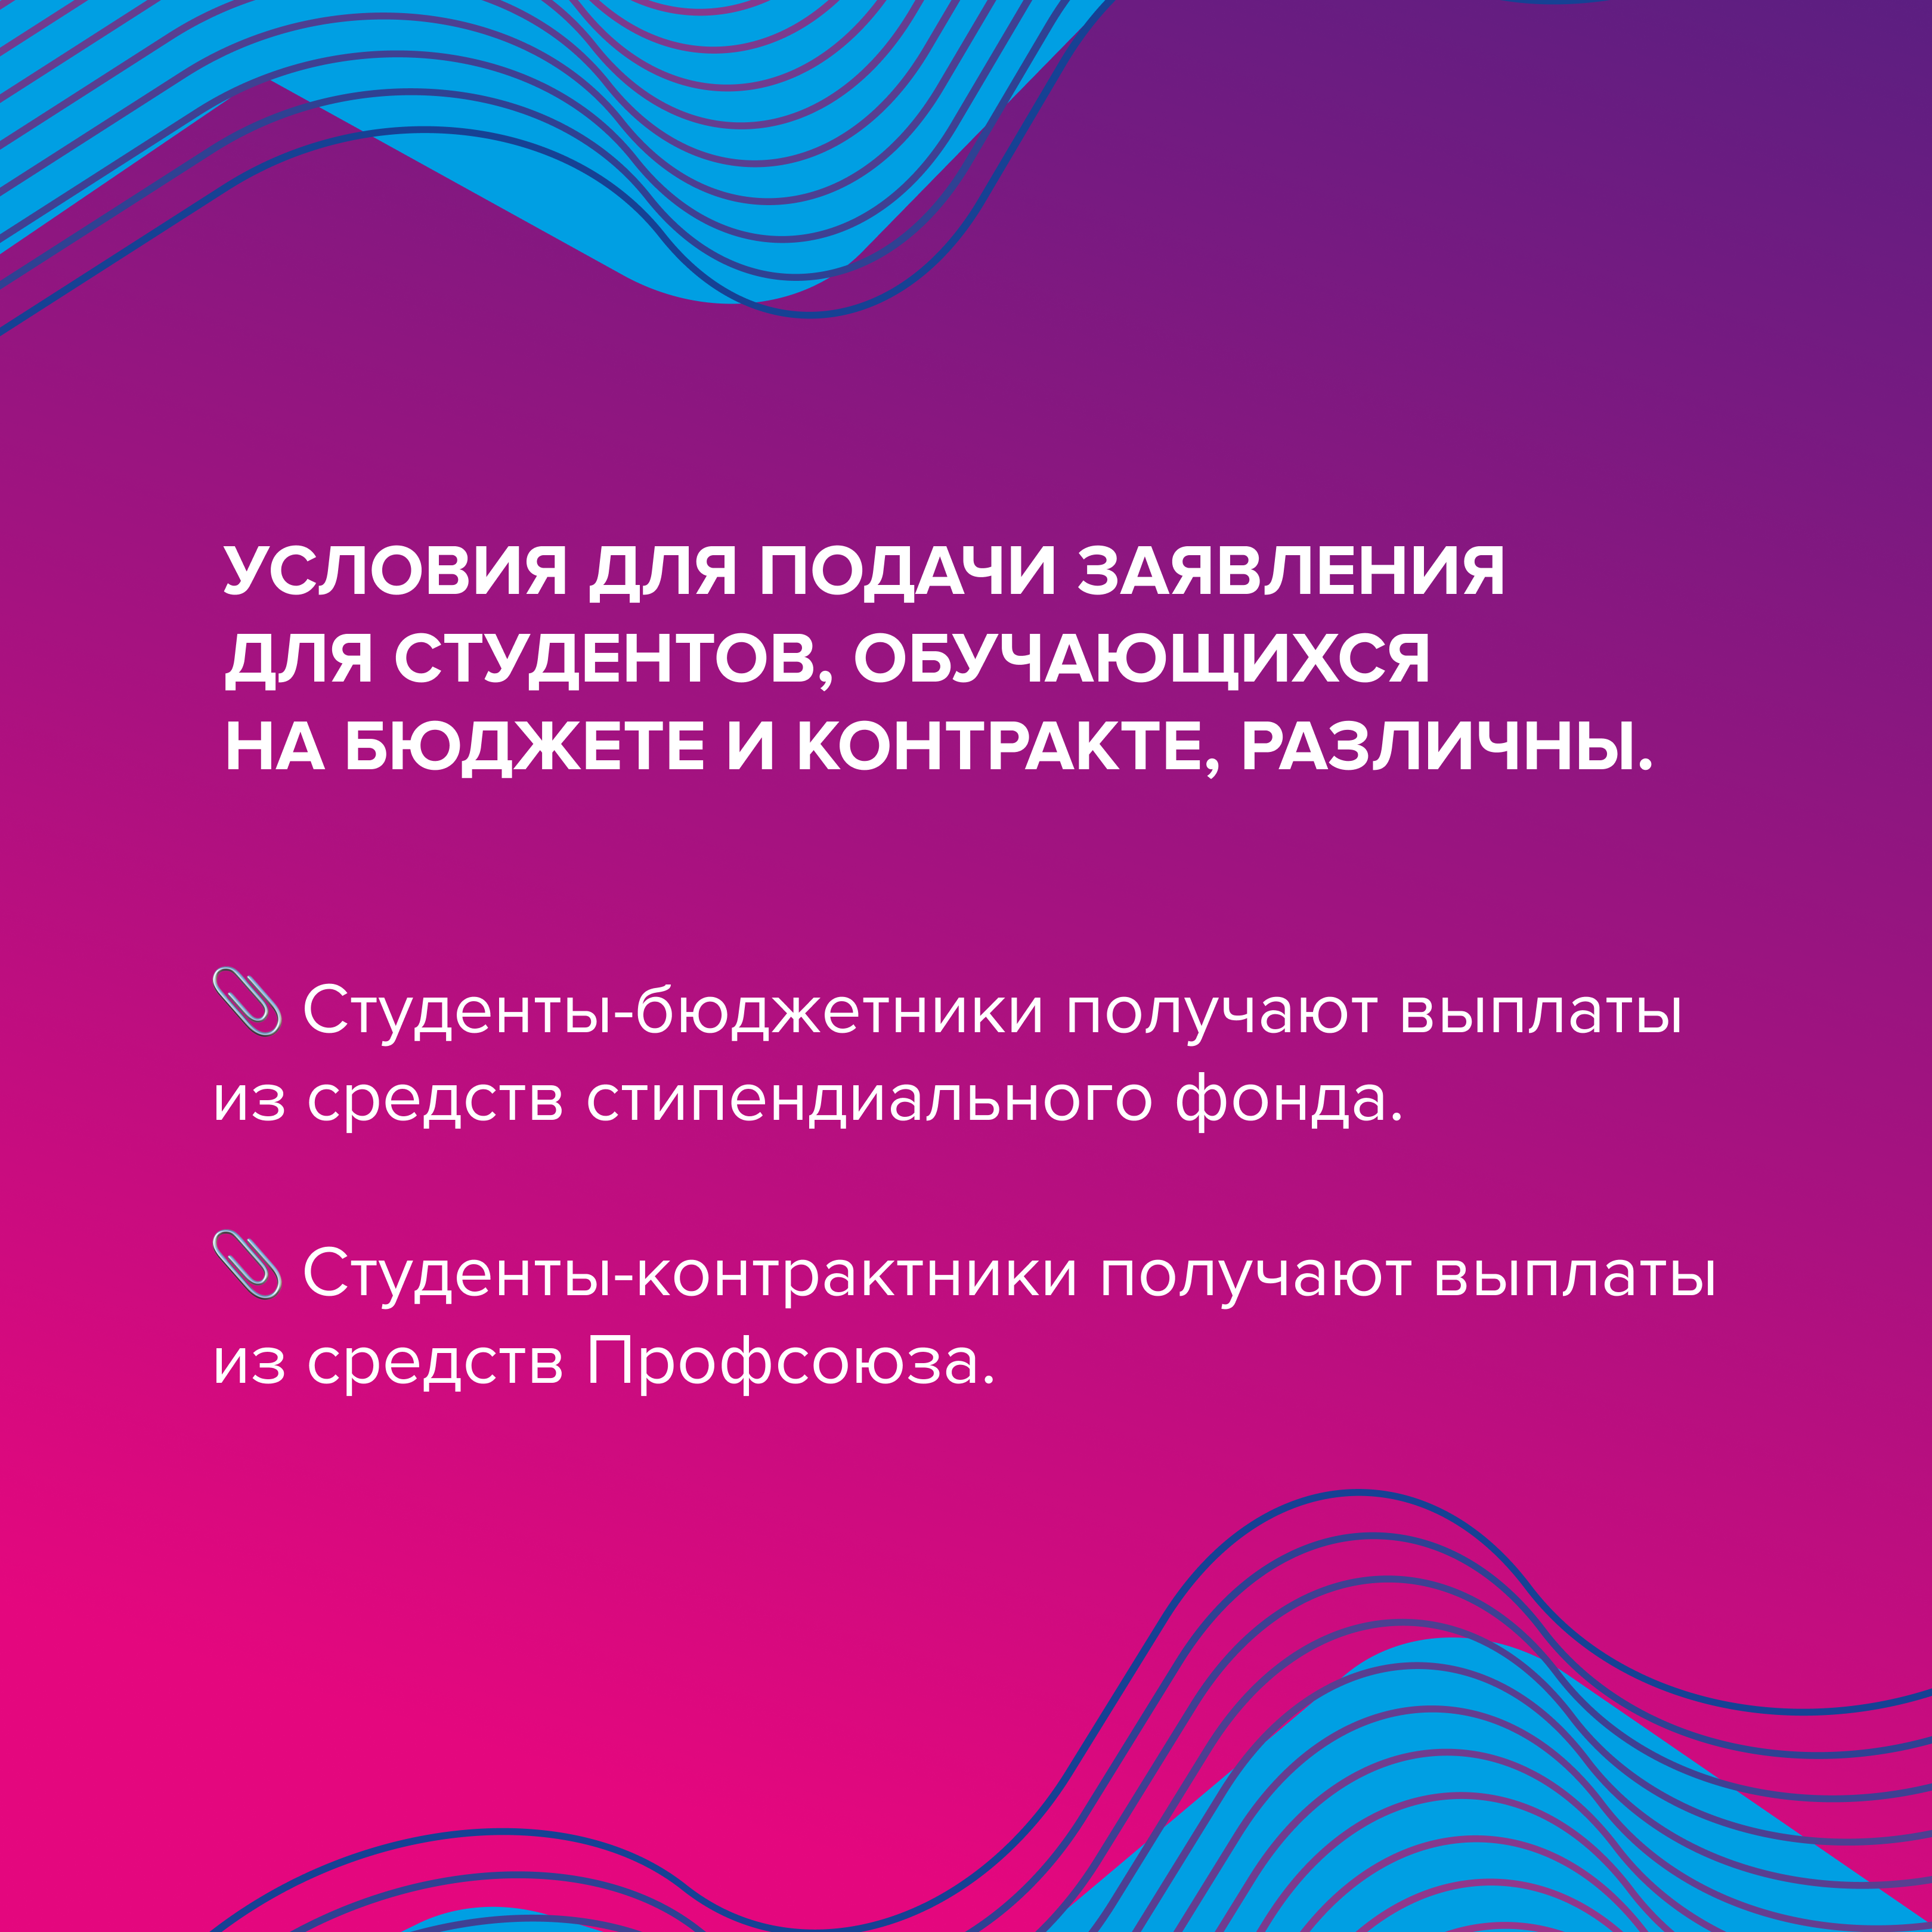 УСЛОВИЯ ДЛЯ ПОДАЧИ ЗАЯВЛЕНИЯ
ДЛЯ СТУДЕНТОВ, ОБУЧАЮЩИХСЯ
НА БЮДЖЕТЕ И КОНТРАКТЕ, РАЗЛИЧНЫ.
Студенты-бюджетники получают выплаты
из средств стипендиального фонда.
Студенты-контрактники получают выплаты
из средств Профсоюза.